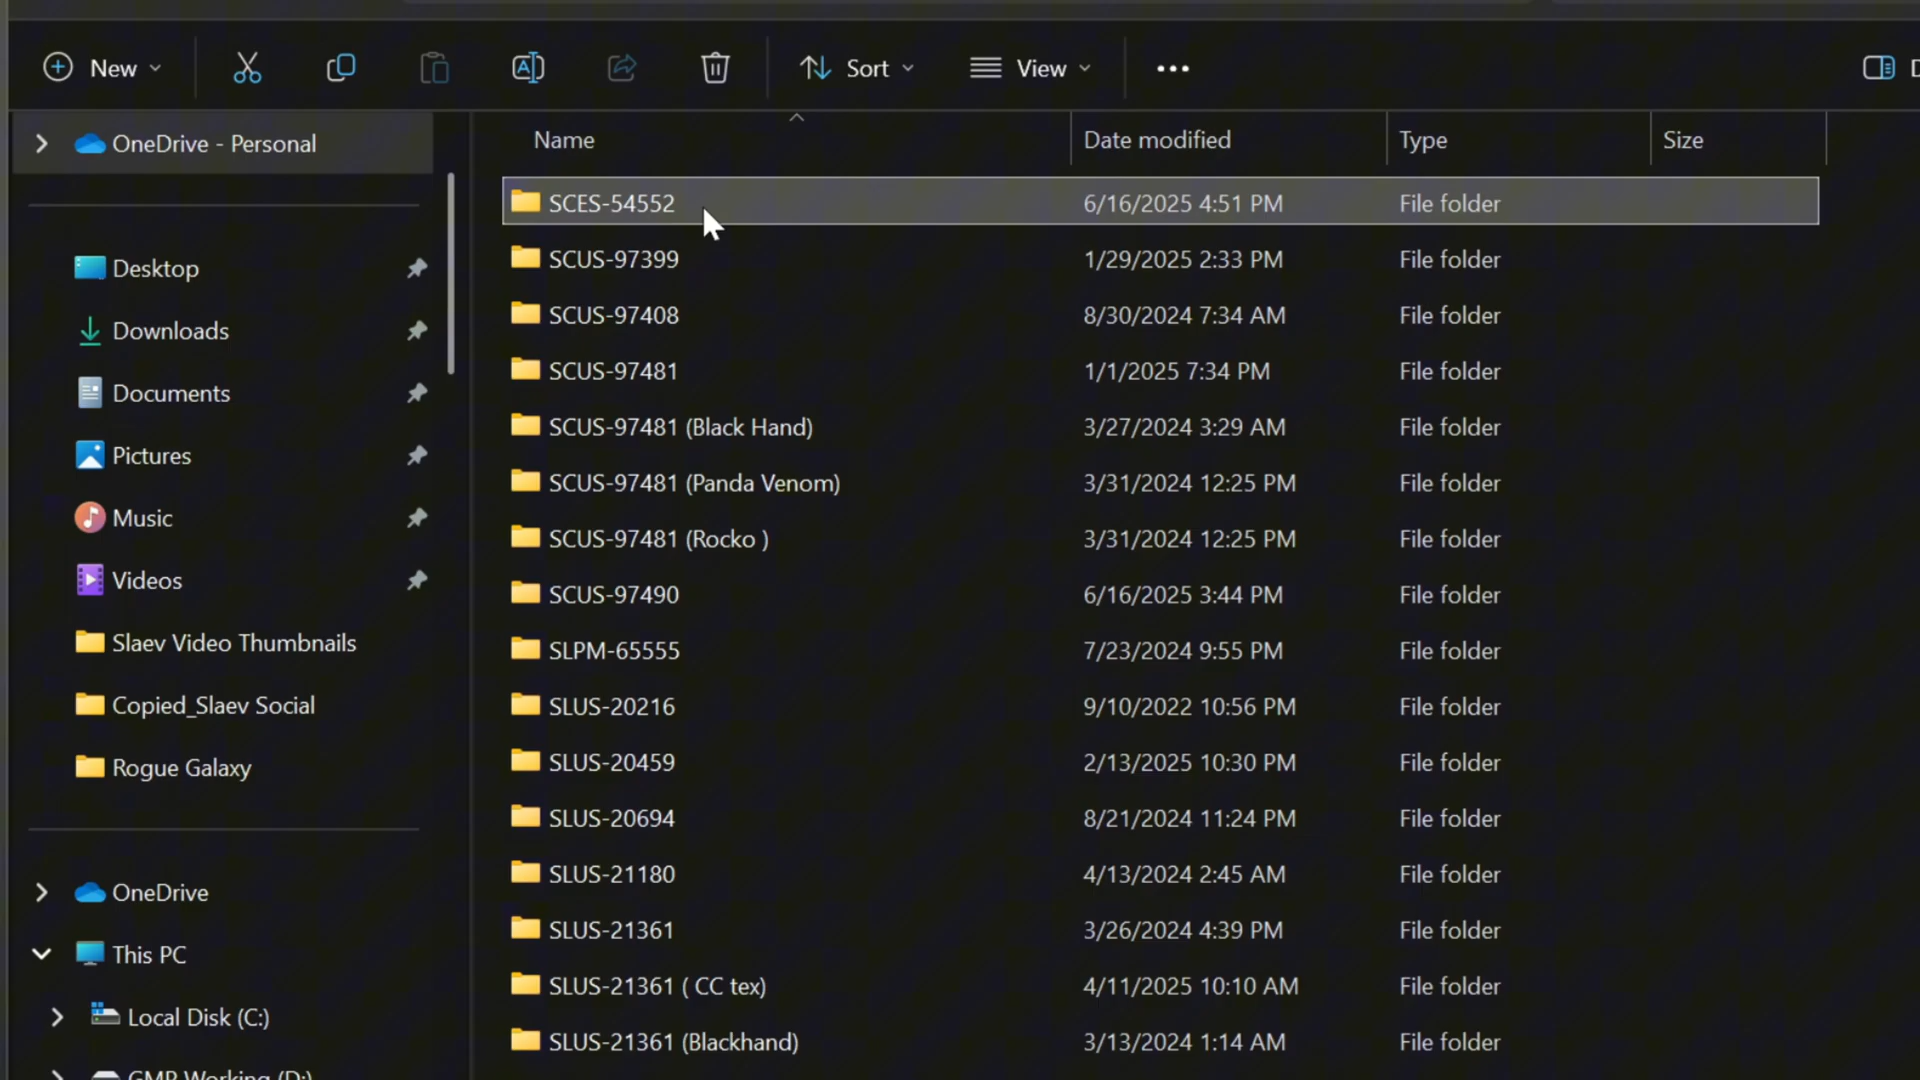 New
Sort
View
OneDrive - Personal
Desktop
Downloads
Documents
Pictures
Music
Videos
Slaev Video Thumbnails
Copied_Slaev Social
Rogue Galaxy
OneDrive
This PC
Local Disk (C:)
GMP Working (D:)
Name Date modified Type Size
SCES-54552 6/16/2025 4:51 PM File folder
SCUS-97399 1/29/2025 2:33 PM File folder
SCUS-97408 8/30/2024 7:34 AM File folder
SCUS-97481 1/1/2025 7:34 PM File folder
SCUS-97481 (Black Hand) 3/27/2024 3:29 AM File folder
SCUS-97481 (Panda Venom) 3/31/2024 12:25 PM File folder
SCUS-97481 (Rocko ) 3/31/2024 12:25 PM File folder
SCUS-97490 6/16/2025 3:44 PM File folder
SLPM-65555 7/23/2024 9:55 PM File folder
SLUS-20216 9/10/2022 10:56 PM File folder
SLUS-20459 2/13/2025 10:30 PM File folder
SLUS-20694 8/21/2024 11:24 PM File folder
SLUS-21180 4/13/2024 2:45 AM File folder
SLUS-21361 3/26/2024 4:39 PM File folder
SLUS-21361 ( CC tex) 4/11/2025 10:10 AM File folder
SLUS-21361 (Blackhand) 3/13/2024 1:14 AM File folder